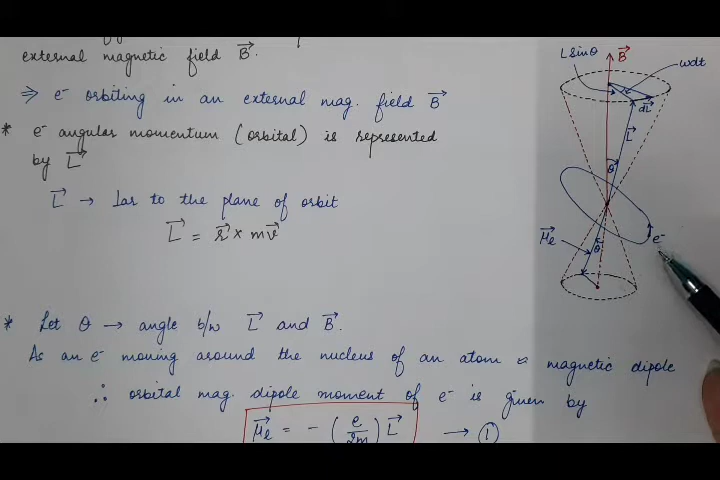 external magnetic field B⃗.
⇒ e⁻ orbiting in an external mag. field B⃗
* e⁻ angular momentum (orbital) is represented
by L⃗
L⃗ → ⊥ar to the plane of orbit
L⃗ = r⃗ × mv⃗
* Let θ → angle b/w L⃗ and B⃗.
As an e⁻ moving around the nucleus of an atom ≈ magnetic dipole
∴ orbital mag. dipole moment of e⁻ is given by
μ⃗ₑ = - (e/2m) L⃗ → ①
L sinθ
B⃗
ωdt
dL⃗
L⃗
θ
μ⃗ₑ
θ
e⁻